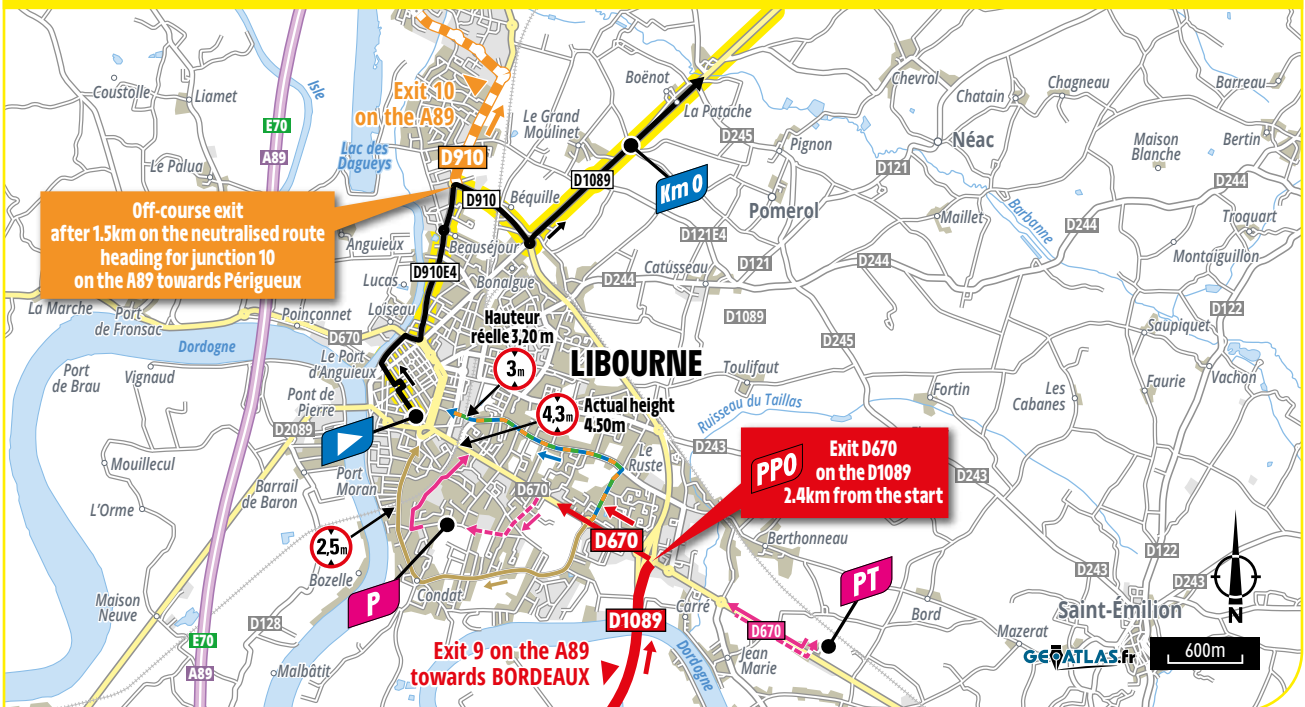 Coustolle
Liamet
Isle
E70
A89
Le Palua
Lac des
Dagueys
Exit 10
on the A89
D910
Le Grand
Moulinet
Boënot
La Patache
D245
Pignon
D1089
Km 0
Chevrol
Chatain
Chagneau
Barreau
Néac
D121
Maison
Blanche
Bertin
D244
Troquart
Off-course exit
after 1.5km on the neutralised route
heading for junction 10
on the A89 towards Périgueux
D910
Béquille
Pomerol
D121E4
Maillet
Barbanne
D244
Montaiguillon
Anguieux
Beauséjour
D910E4
Lucas
Bonalgue
D244
Catusseau
D121
D244
D122
La Marche
Port
de Fronsac
Poinçonnet
Loiseau
D670
Dordogne
Hauteur
réelle 3,20 m
3m
D1089
D245
Saupiquet
Port
de Brau
Vignaud
Le Port
d'Anguieux
LIBOURNE
Toulifaut
Fortin
Les
Cabanes
Faurie
Vachon
Pont de
Pierre
4,3m
Actual height
4.50m
Ruisseau du Taillas
D2089
D243
Mouillecul
Port
Moran
Le
Ruste
PPO
Exit D670
on the D1089
2.4km from the start
D243
Barrail
de Baron
L'Orme
D670
2,5m
D670
Berthonneau
D122
Bozelle
P
Condat
PT
D243
D243
Maison
Neuve
D128
D1089
Carré
D670
Bord
Saint-Émilion
N
E70
A89
Malbâtit
Exit 9 on the A89
towards BORDEAUX
Dordogne
Jean
Marie
Mazerat
GEOATLAS.fr
600m